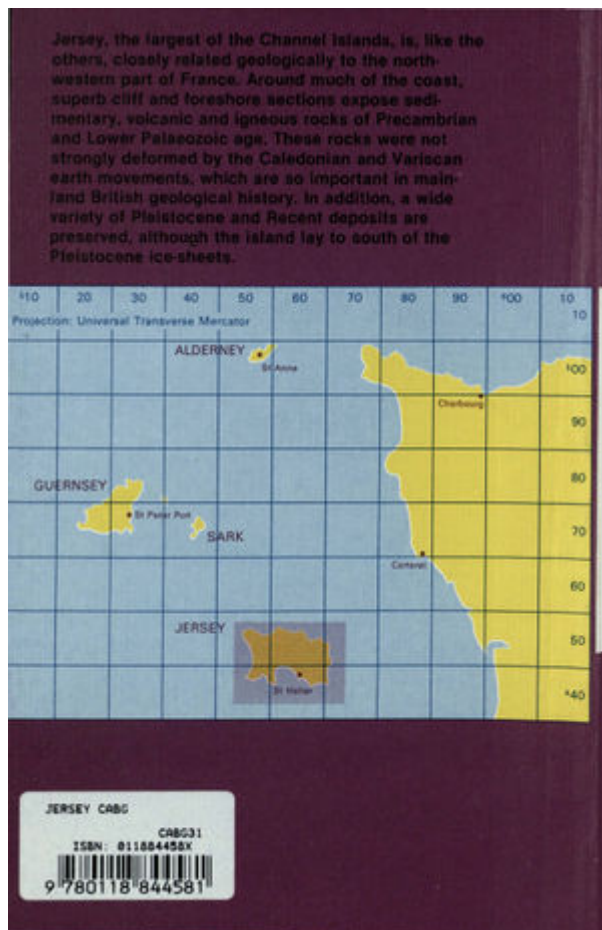 Jersey, the largest of the Channel Islands, is, like the
others, closely related geologically to the north-
western part of France. Around much of the coast,
superb cliff and foreshore sections expose sedi-
mentary, volcanic and igneous rocks of Precambrian
and Lower Palaeozoic age. These rocks were not
strongly deformed by the Caledonian and Variscan
earth movements, which are so important in main-
land British geological history. In addition, a wide
variety of Pleistocene and Recent deposits are
preserved, although the island lay to south of the
Pleistocene ice-sheets.
⁵10 20 50 60 70 80 90 ⁶00 10
10
Projection: Universal Transverse Mercator
ALDERNEY
St Anne
⁵00
Cherbourg
90
GUERNSEY
80
St Peter Port
SARK
70
Carteret
60
JERSEY
50
St Helier
⁴40
JERSEY CABG
CABG31
ISBN: 011884458X
9 780118 844581